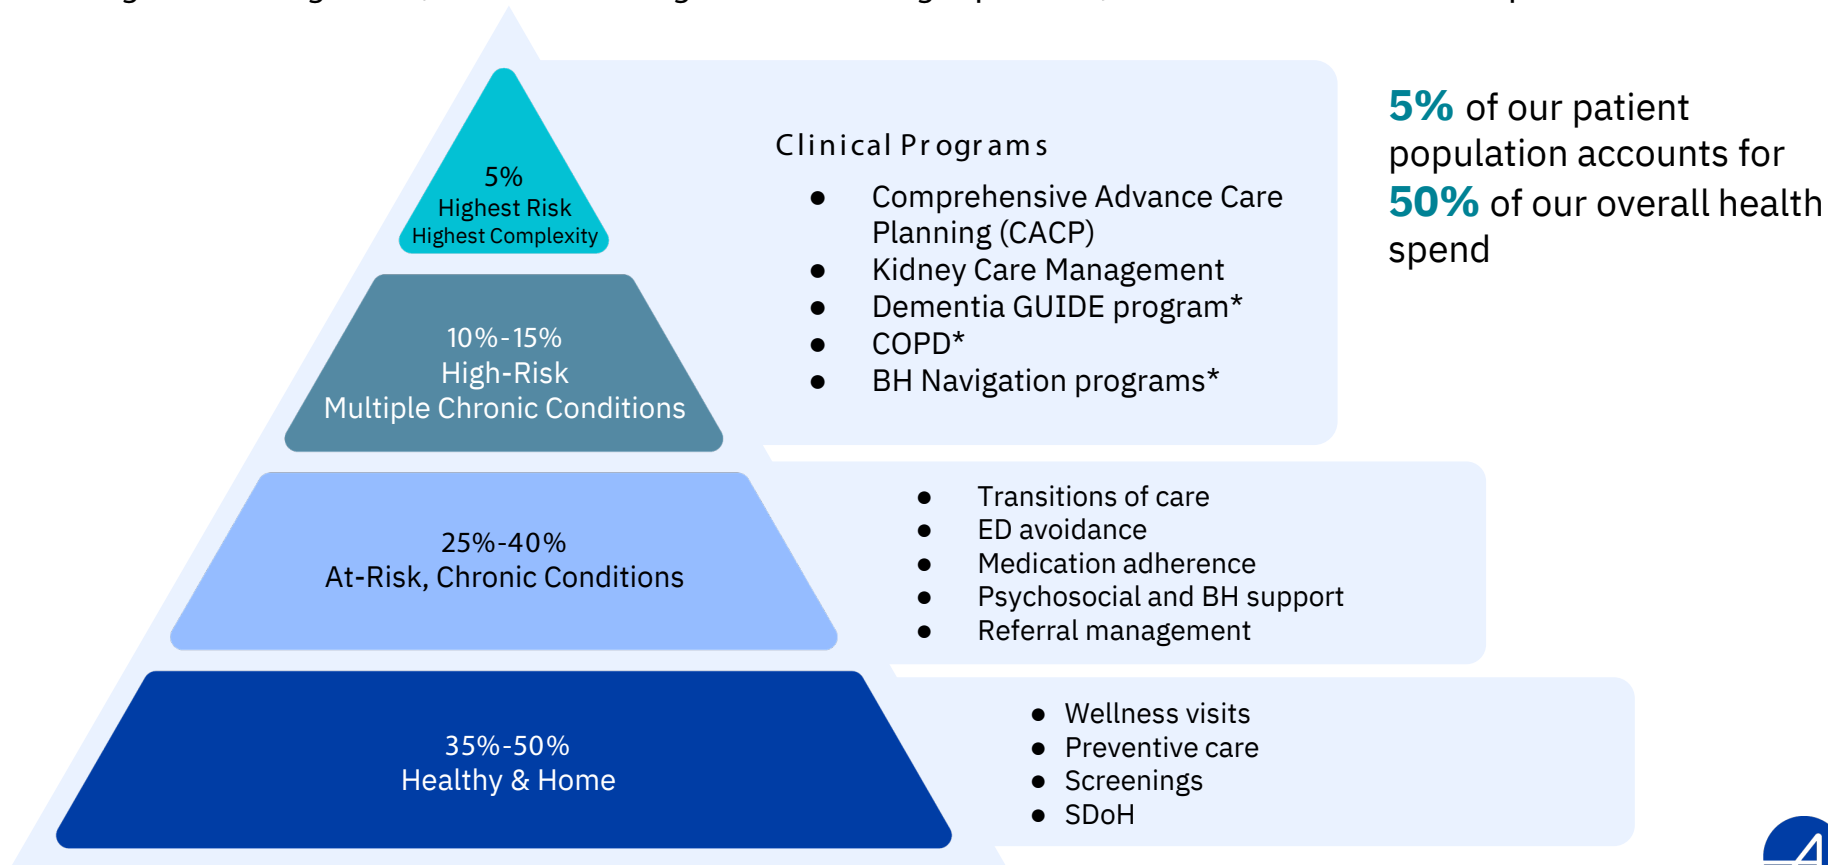 5%
Highest Risk
Highest Complexity
10%-15%
High-Risk
Multiple Chronic Conditions
25%-40%
At-Risk, Chronic Conditions
35%-50%
Healthy & Home
Clinical Programs
● Comprehensive Advance Care
Planning (CACP)
● Kidney Care Management
● Dementia GUIDE program*
● COPD*
● BH Navigation programs*
● Transitions of care
● ED avoidance
● Medication adherence
● Psychosocial and BH support
● Referral management
● Wellness visits
● Preventive care
● Screenings
● SDoH
5% of our patient
population accounts for
50% of our overall health
spend